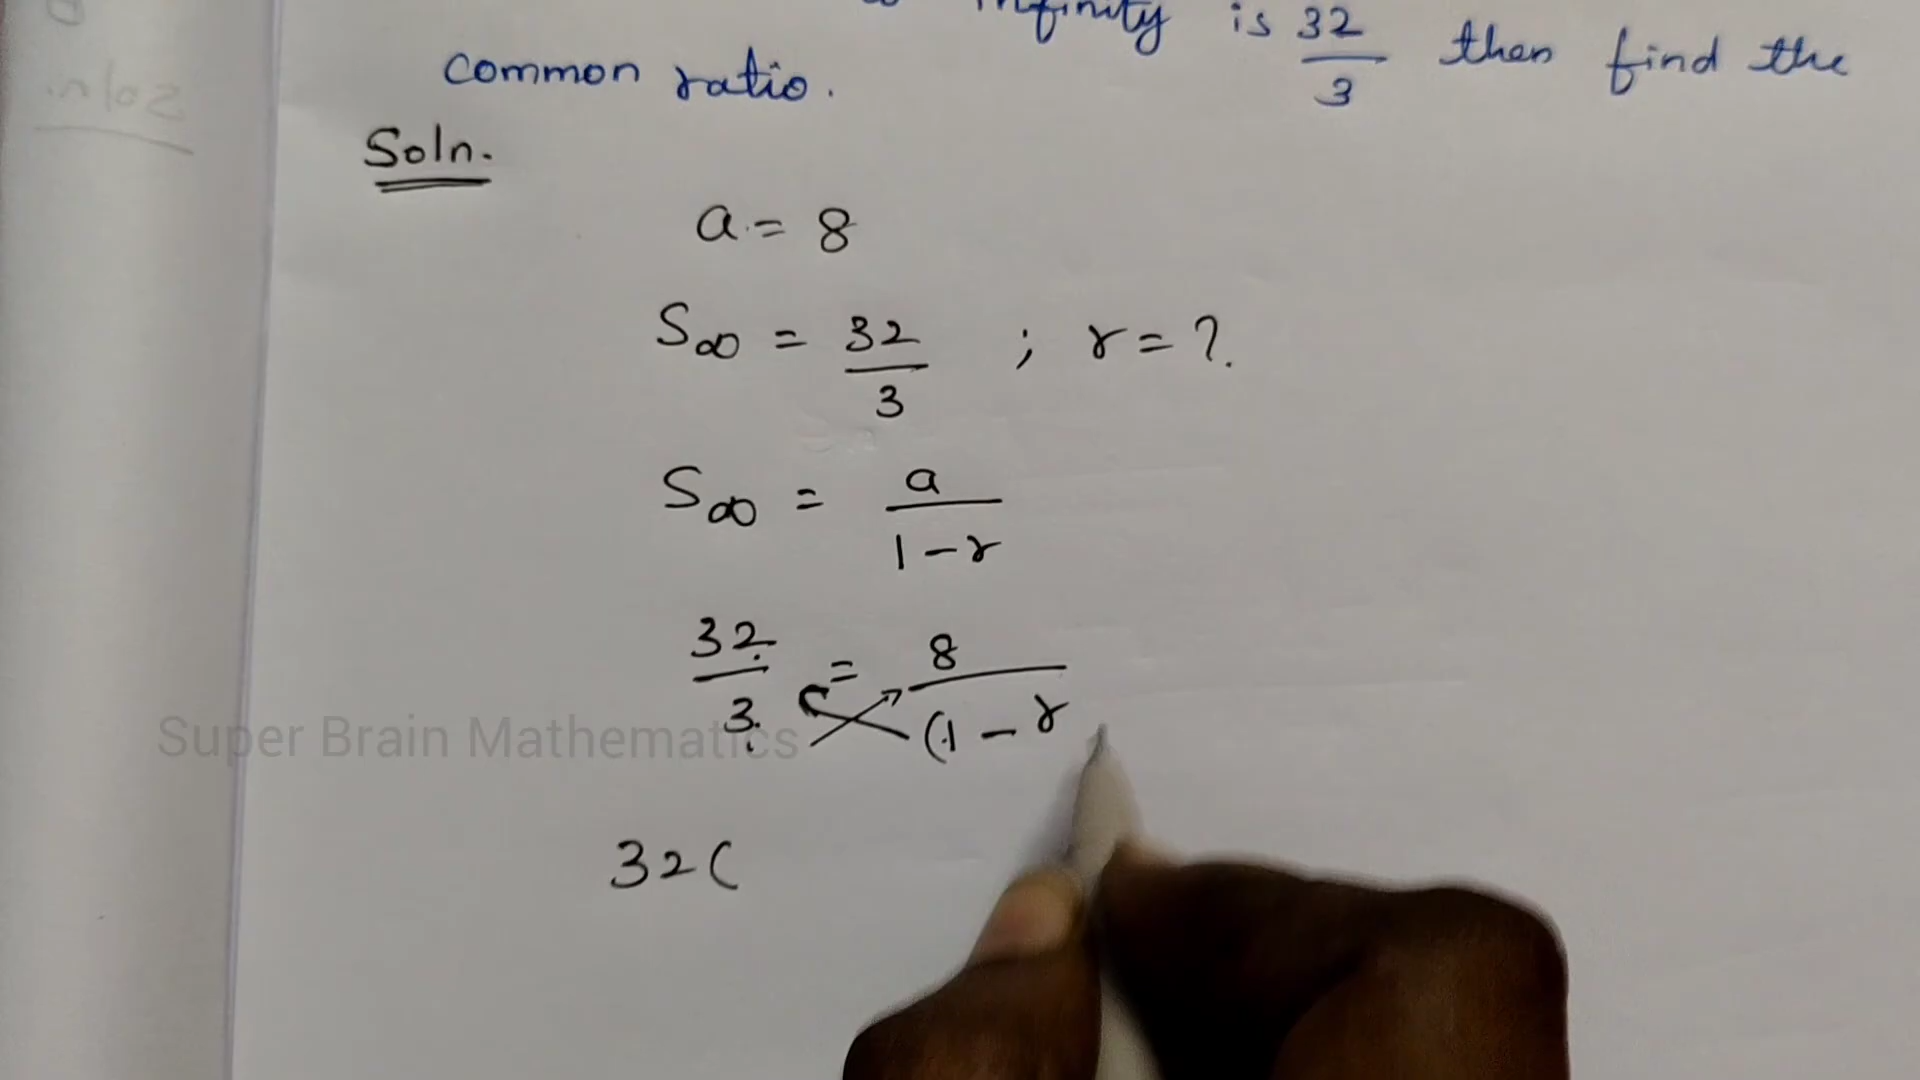 infinity is 32/3 then find the
common ratio.
Soln.
a = 8
S∞ = 32/3 ; r = ?
S∞ = a/1-r
32/3 = 8/(1-r
Super Brain Mathematics
32(